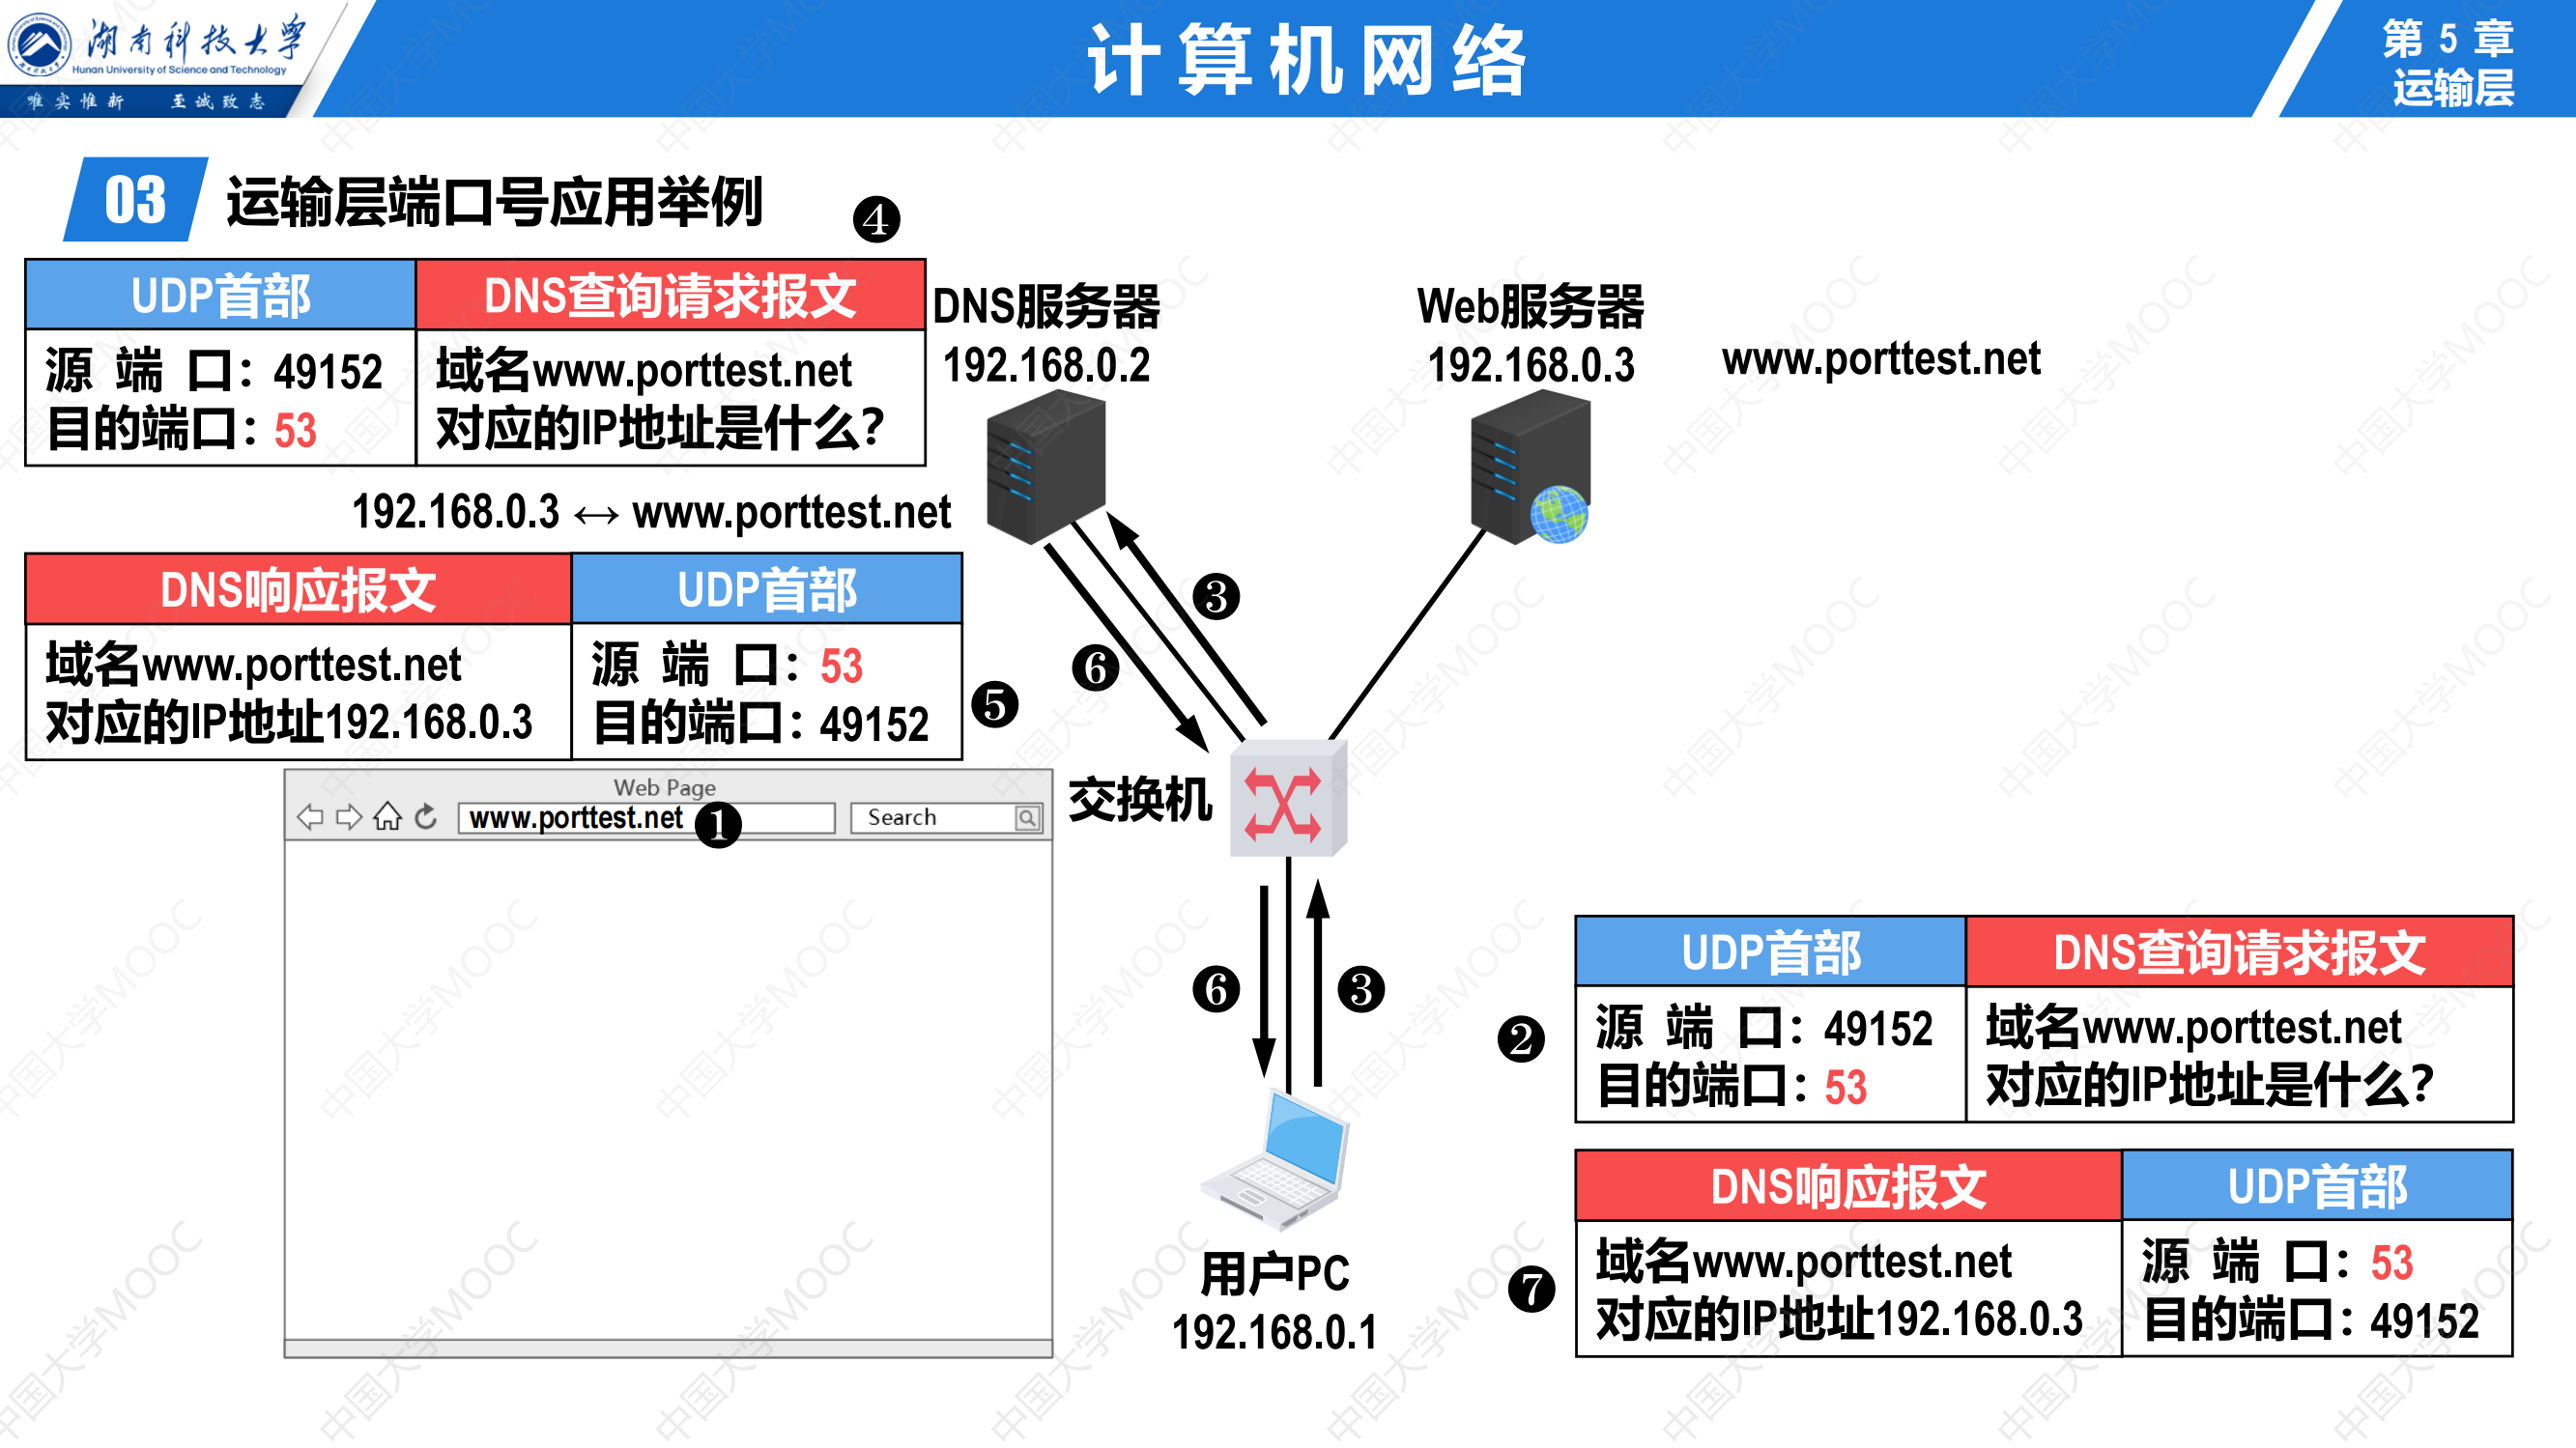 湖南科技大学
Hunan University of Science and Technology
唯实惟新 至诚致志
计算机网络
第 5 章
运输层
03 运输层端口号应用举例
❹
UDP首部 DNS查询请求报文
源 端 口：49152 域名www.porttest.net
目的端口：53 对应的IP地址是什么？
DNS服务器
192.168.0.2
Web服务器
192.168.0.3
www.porttest.net
192.168.0.3 ↔ www.porttest.net
DNS响应报文 UDP首部
域名www.porttest.net 源 端 口：53
对应的IP地址192.168.0.3 目的端口：49152
❺
❸
❻
Web Page
www.porttest.net ❶ Search
交换机
❻ ❸
❷
UDP首部 DNS查询请求报文
源 端 口：49152 域名www.porttest.net
目的端口：53 对应的IP地址是什么？
用户PC
192.168.0.1
❼
DNS响应报文 UDP首部
域名www.porttest.net 源 端 口：53
对应的IP地址192.168.0.3 目的端口：49152
中国大学MOOC